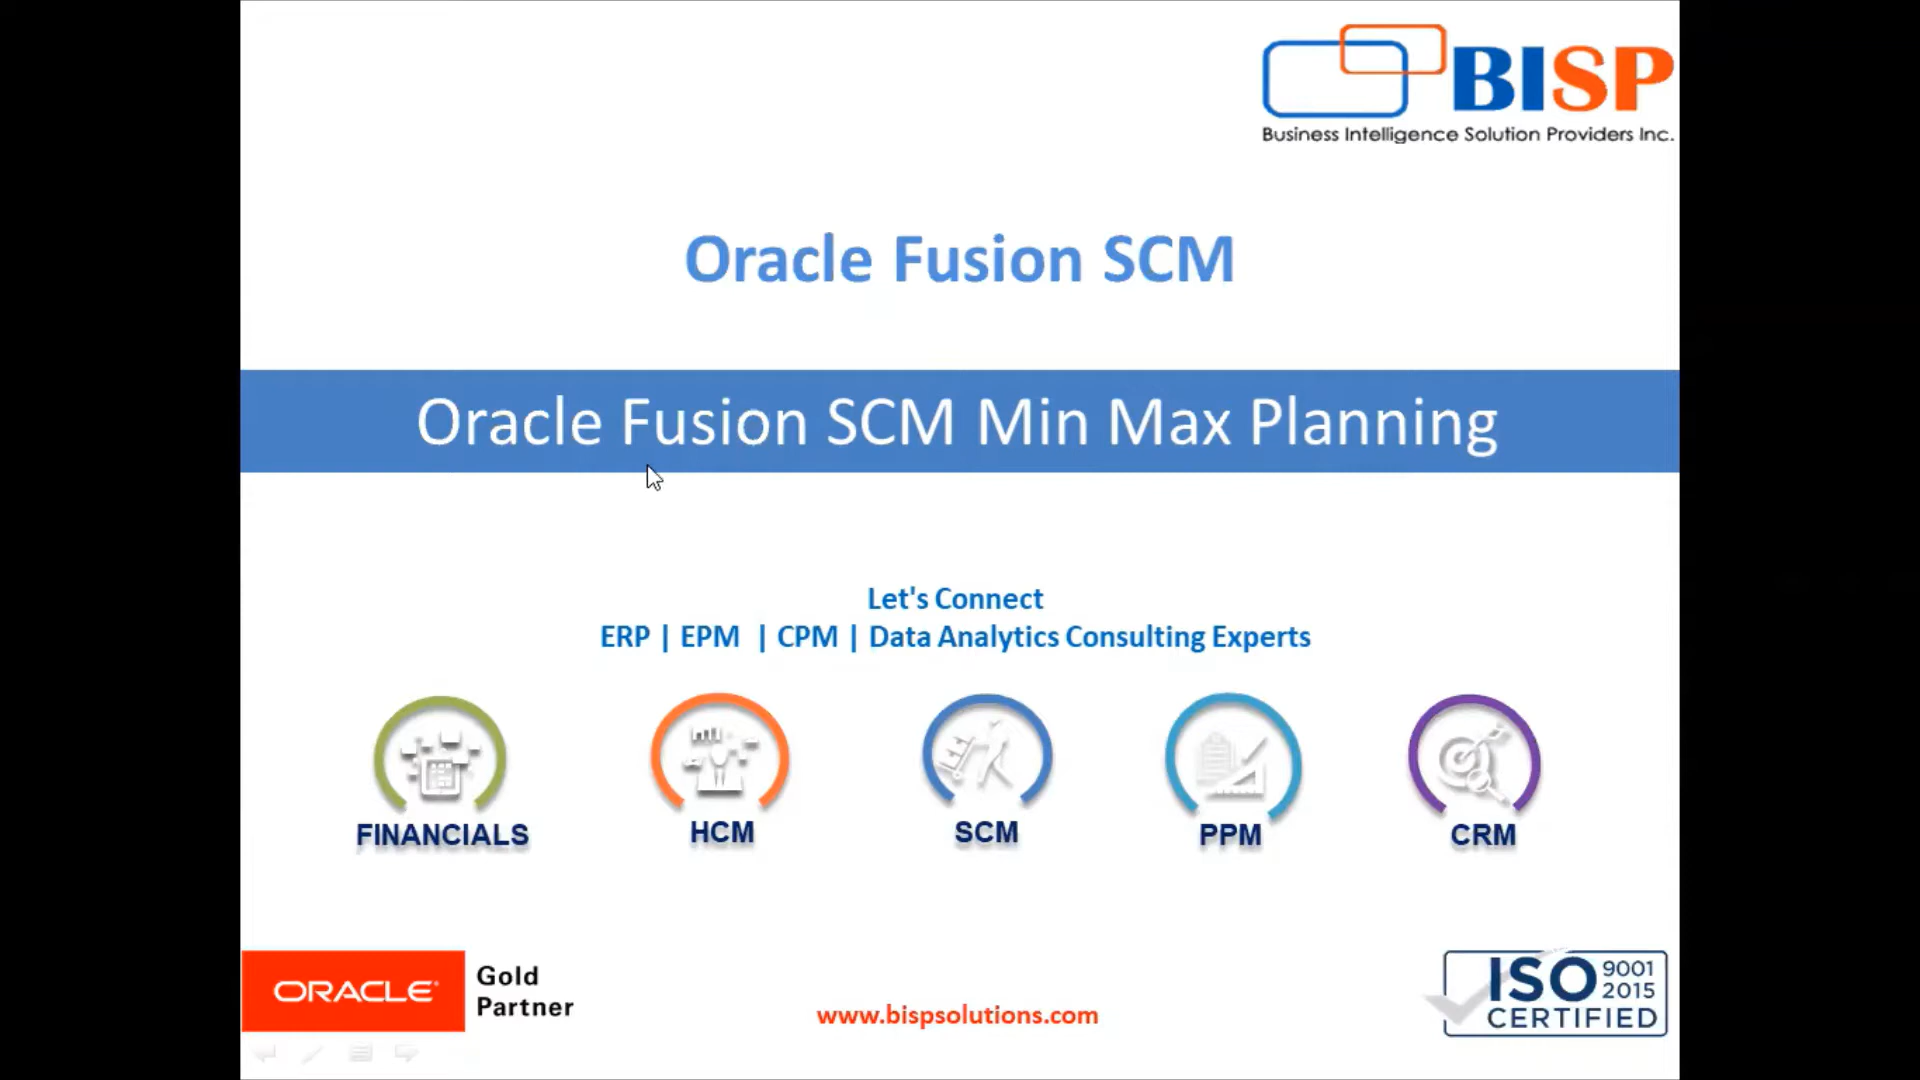 BISP
Business Intelligence Solution Providers Inc.
Oracle Fusion SCM
Oracle Fusion SCM Min Max Planning
Let's Connect
ERP | EPM | CPM | Data Analytics Consulting Experts
FINANCIALS
HCM
SCM
PPM
CRM
ORACLE®
Gold
Partner
www.bispsolutions.com
ISO 9001
2015
CERTIFIED